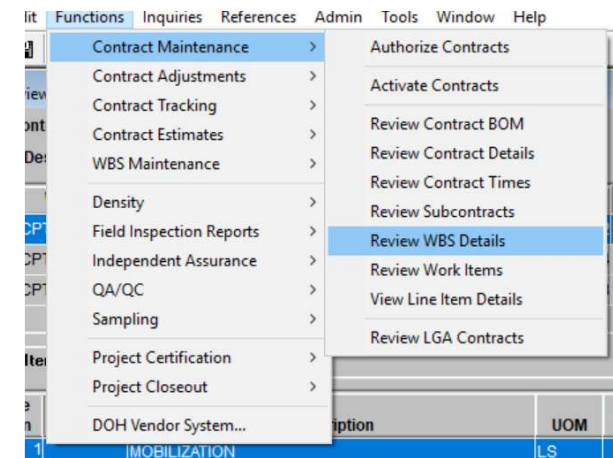 Functions Inquiries References Admin Tools Window Help
Contract Maintenance >
Contract Adjustments >
Contract Tracking >
Contract Estimates >
WBS Maintenance >
Density >
Field Inspection Reports >
Independent Assurance >
QA/QC >
Sampling >
Project Certification >
Project Closeout >
DOH Vendor System...
Authorize Contracts
Activate Contracts
Review Contract BOM
Review Contract Details
Review Contract Times
Review Subcontracts
Review WBS Details
Review Work Items
View Line Item Details
Review LGA Contracts
UOM
1 MOBILIZATION LS